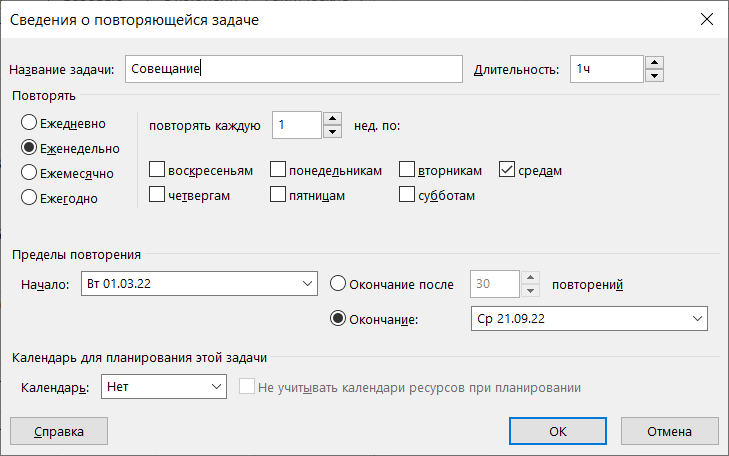 Сведения о повторяющейся задаче
Название задачи: Совещание Длительность: 1ч
Повторять
Ежедневно
повторять каждую 1 нед. по:
Еженедельно
воскресеньям понедельникам вторникам средам
Ежемесячно
четвергам пятницам субботам
Ежегодно
Пределы повторения
Начало: Вт 01.03.22 Окончание после 30 повторений
Окончание: Ср 21.09.22
Календарь для планирования этой задачи
Календарь: Нет Не учитывать календари ресурсов при планировании
Справка ОК Отмена